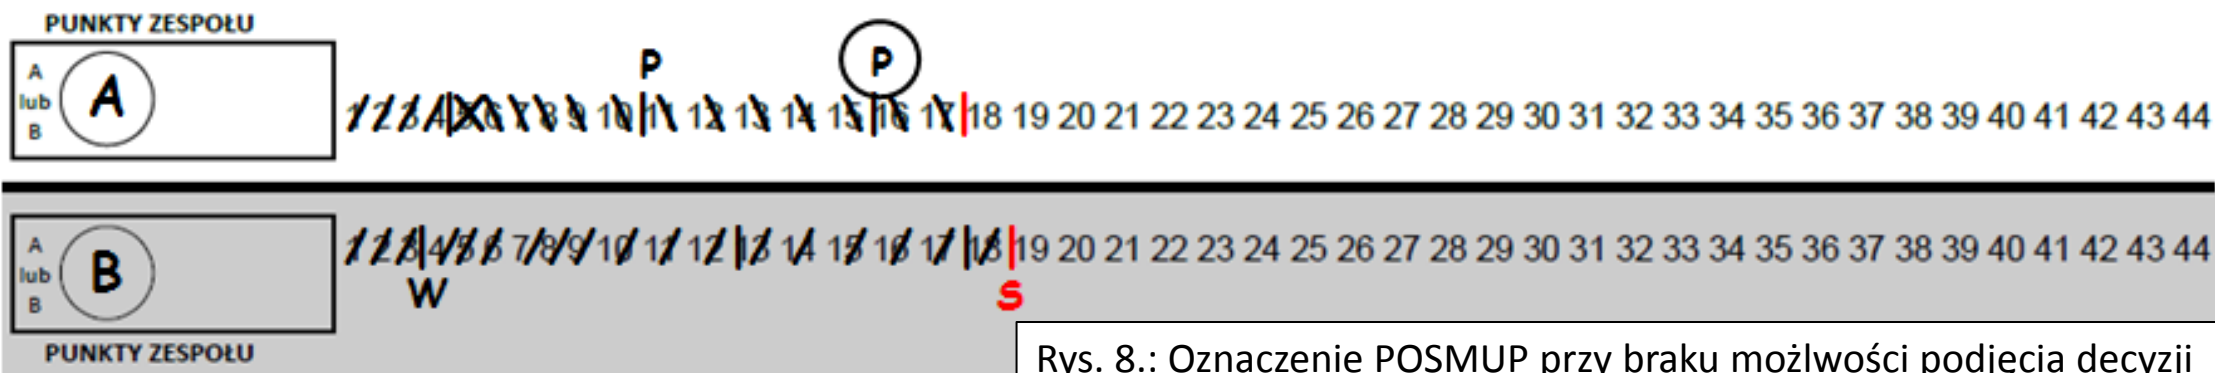 PUNKTY ZESPOŁU
A
lub
B
A
P
P
1 2 3 4 5 6 7 8 9 10 11 12 13 14 15 16 17 18 19 20 21 22 23 24 25 26 27 28 29 30 31 32 33 34 35 36 37 38 39 40 41 42 43 44
A
lub
B
B
1 2 3 4 5 6 7 8 9 10 11 12 13 14 15 16 17 18 19 20 21 22 23 24 25 26 27 28 29 30 31 32 33 34 35 36 37 38 39 40 41 42 43 44
W
S
PUNKTY ZESPOŁU
Rys. 8.: Oznaczenie POSMUP przy braku możlwości podjęcia decyzji